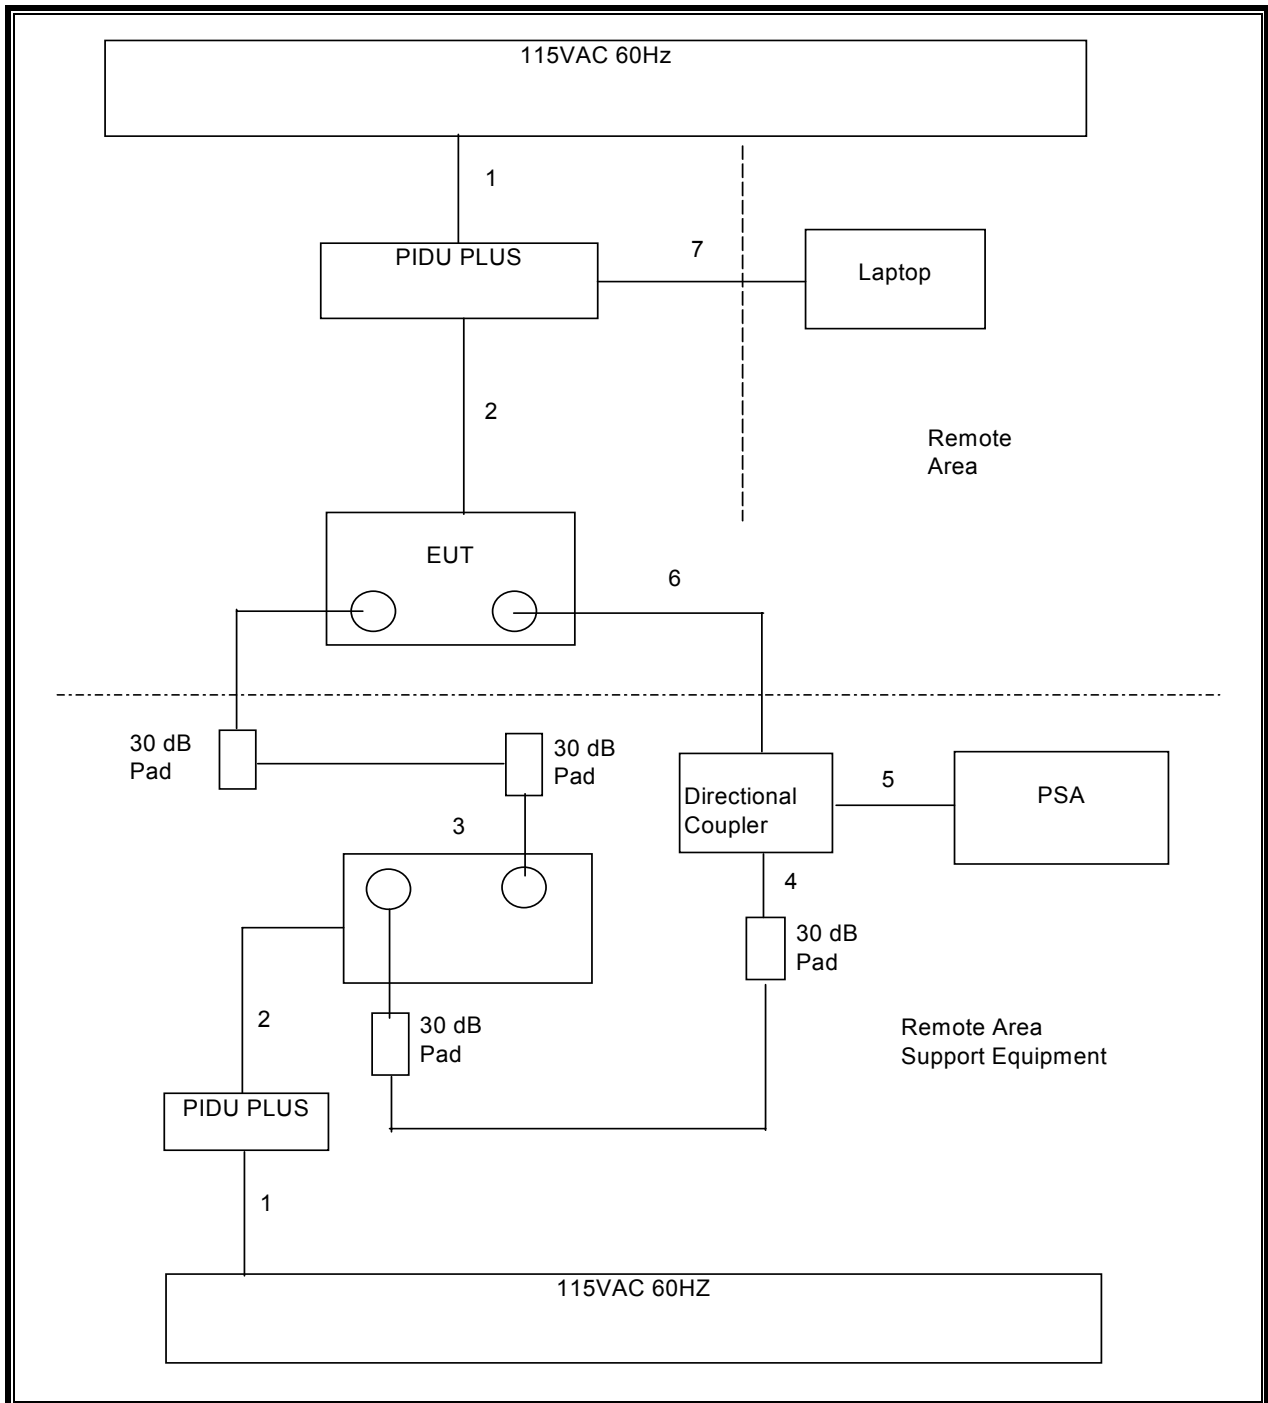 115VAC 60Hz
1
PIDU PLUS
7
Laptop
2
Remote
Area
EUT
6
30 dB
Pad
30 dB
Pad
Directional
Coupler
5
PSA
3
4
30 dB
Pad
2
30 dB
Pad
Remote Area
Support Equipment
PIDU PLUS
1
115VAC 60HZ